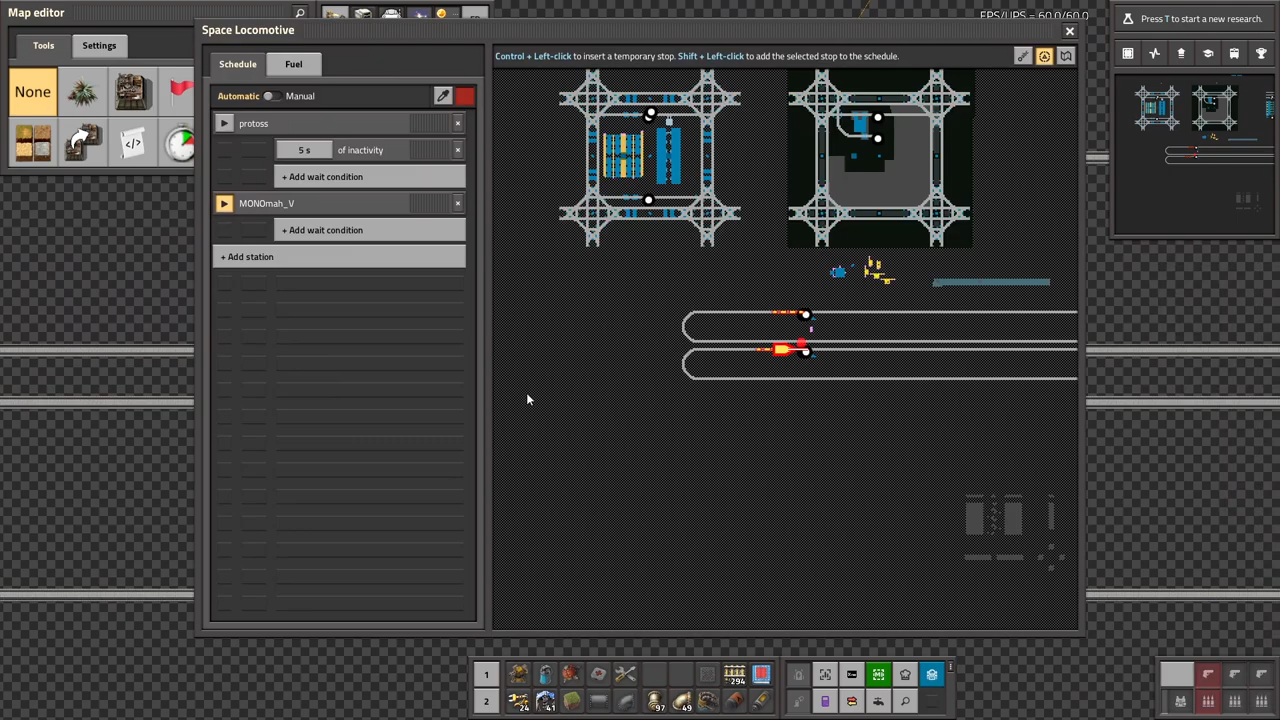 Map editor
Tools
Settings
None
Space Locomotive
Schedule
Fuel
Automatic
Manual
protoss
5 s
of inactivity
+ Add wait condition
MONOmah_V
+ Add wait condition
+ Add station
Control + Left-click to insert a temporary stop. Shift + Left-click to add the selected stop to the schedule.
FPS/UPS = 60.0/60.0
Press T to start a new research.
1
294
2
24
41
97
49